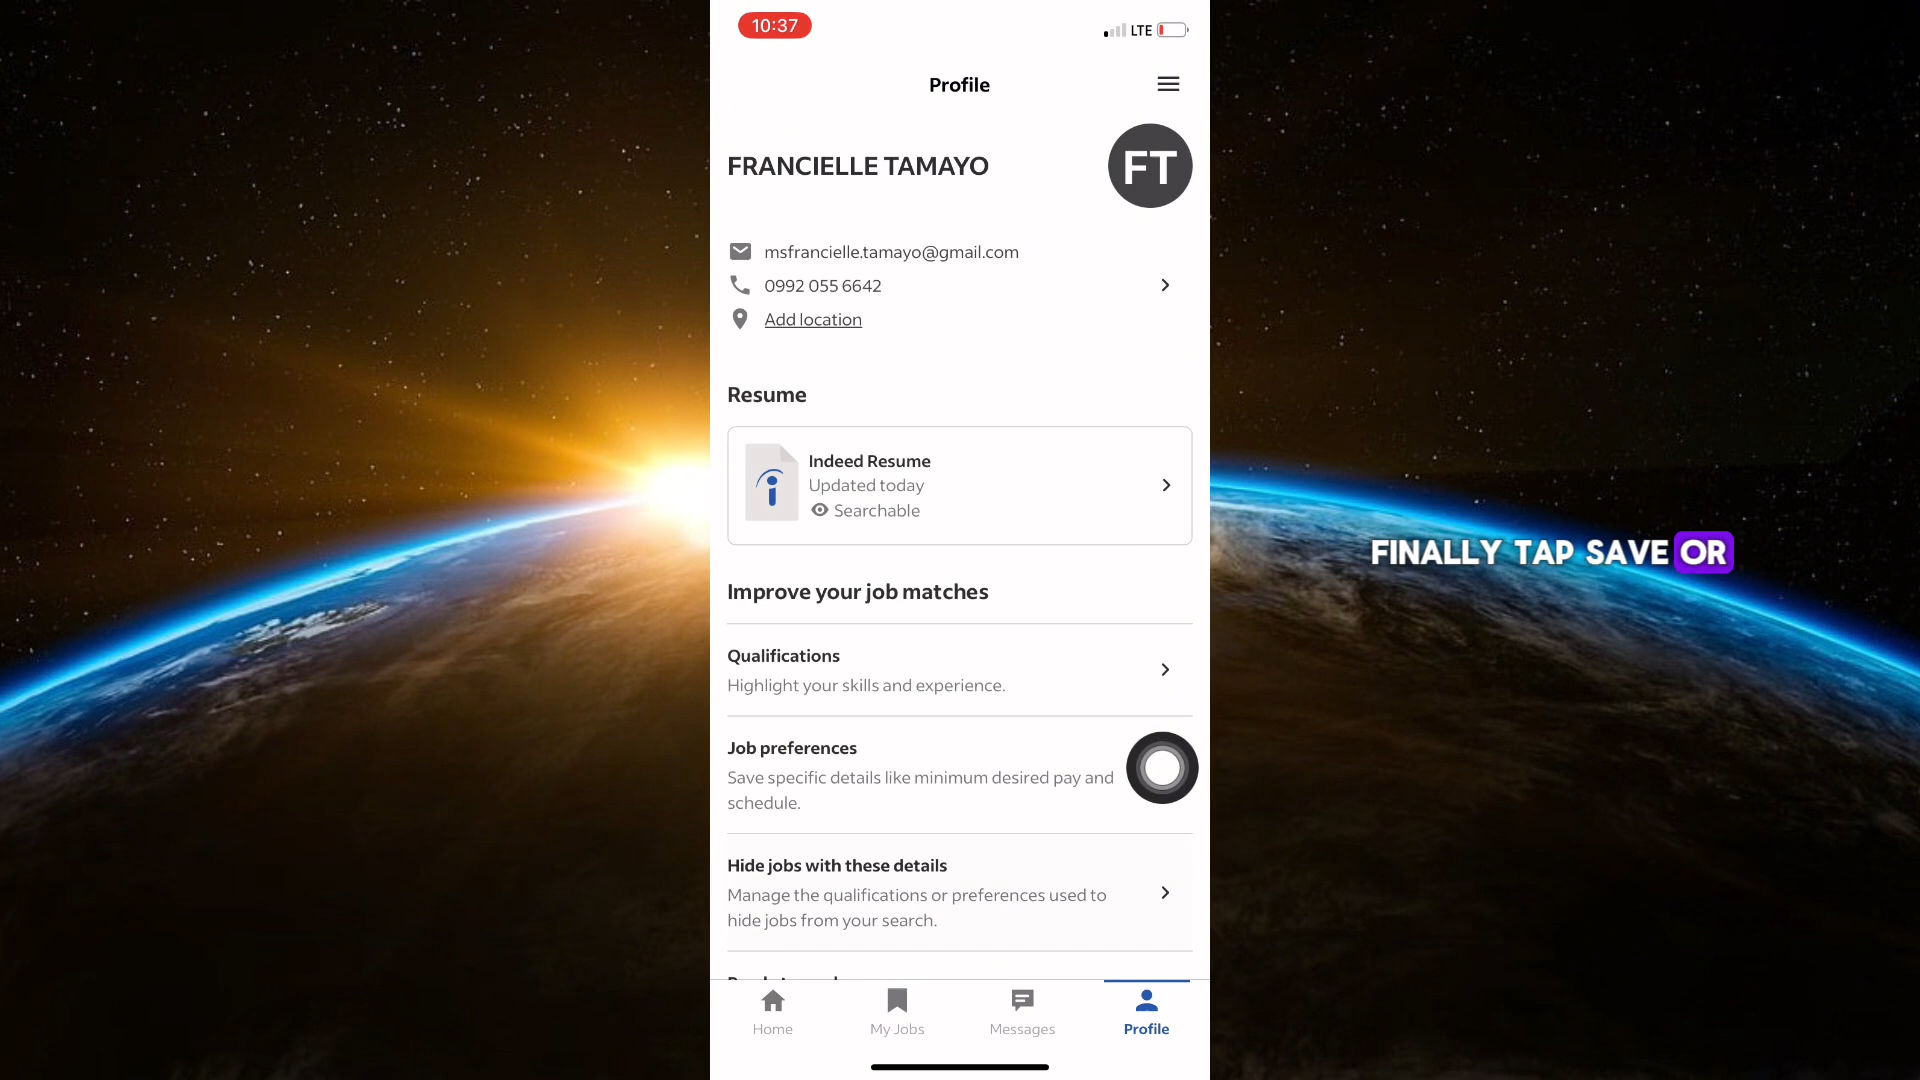 10:37
LTE
Profile
FRANCIELLE TAMAYO
FT
msfrancielle.tamayo@gmail.com
0992 055 6642
Add location
Resume
Indeed Resume
Updated today
Searchable
Improve your job matches
Qualifications
Highlight your skills and experience.
Job preferences
Save specific details like minimum desired pay and
schedule.
Hide jobs with these details
Manage the qualifications or preferences used to
hide jobs from your search.
Home
My Jobs
Messages
Profile
FINALLY TAP SAVE OR